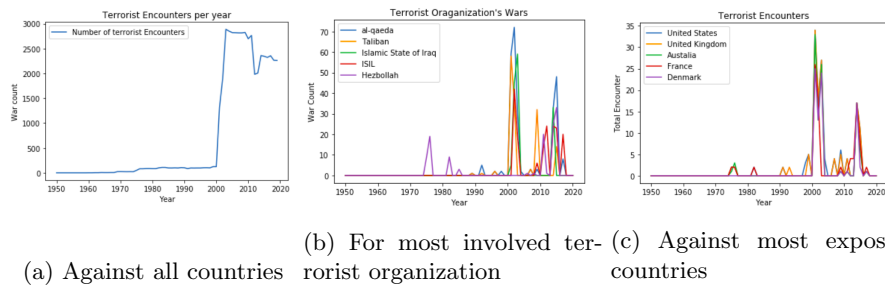 Terrorist Encounters per year
Number of terrorist Encounters
War count
3000
2500
2000
1500
1000
500
0
1950 1960 1970 1980 1990 2000 2010 2020
Year
(a) Against all countries
Terrorist Oraganization's Wars
al-qaeda
Taliban
Islamic State of Iraq
ISIL
Hezbollah
War Count
70
60
50
40
30
20
10
0
1950 1960 1970 1980 1990 2000 2010 2020
Year
(b) For most involved ter-
rorist organization
Terrorist Encounters
United States
United Kingdom
Austalia
France
Denmark
Total Encounter
35
30
25
20
15
10
5
0
1950 1960 1970 1980 1990 2000 2010 2020
Year
(c) Against most expos
countries